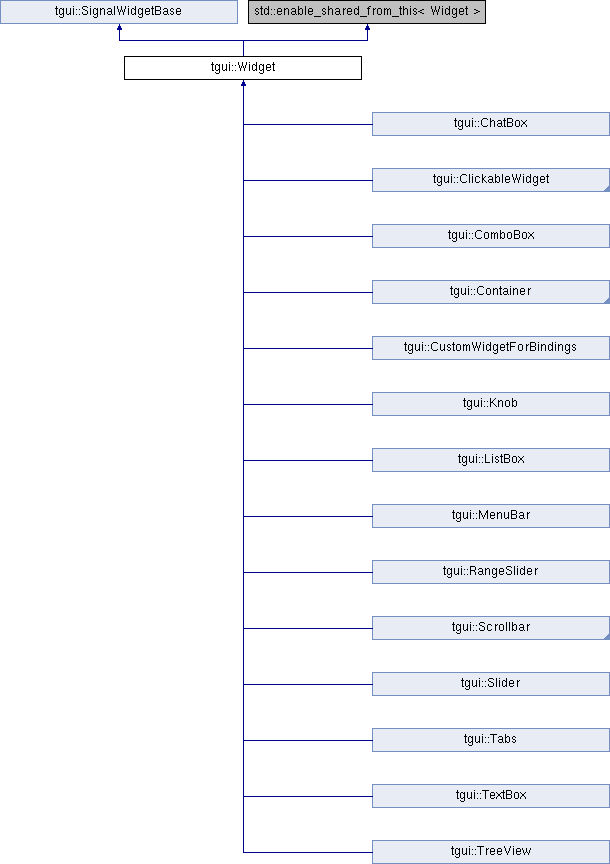 tgui::SignalWidgetBase
std::enable_shared_from_this< Widget >
tgui::Widget
tgui::ChatBox
tgui::ClickableWidget
tgui::ComboBox
tgui::Container
tgui::CustomWidgetForBindings
tgui::Knob
tgui::ListBox
tgui::MenuBar
tgui::RangeSlider
tgui::Scrollbar
tgui::Slider
tgui::Tabs
tgui::TextBox
tgui::TreeView